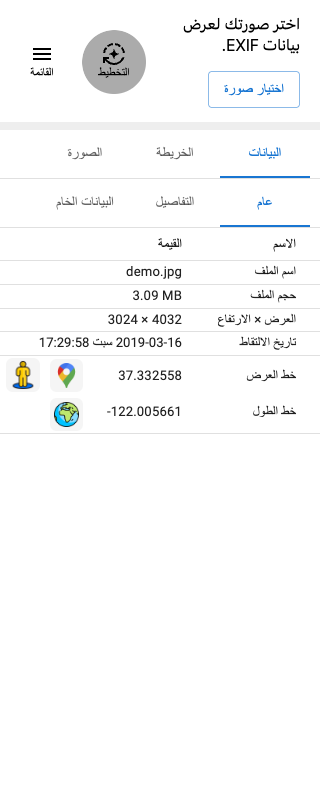 اختر صورتك لعرض
بيانات EXIF.
اختيار صورة
التخطيط
القائمة
البيانات
الخريطة
الصورة
عام
التفاصيل
البيانات الخام
الاسم القيمة
اسم الملف demo.jpg
حجم الملف 3.09 MB
العرض × الارتفاع 4032 × 3024
تاريخ الالتقاط 2019-03-16 سبت 17:29:58
خط العرض 37.332558
خط الطول -122.005661